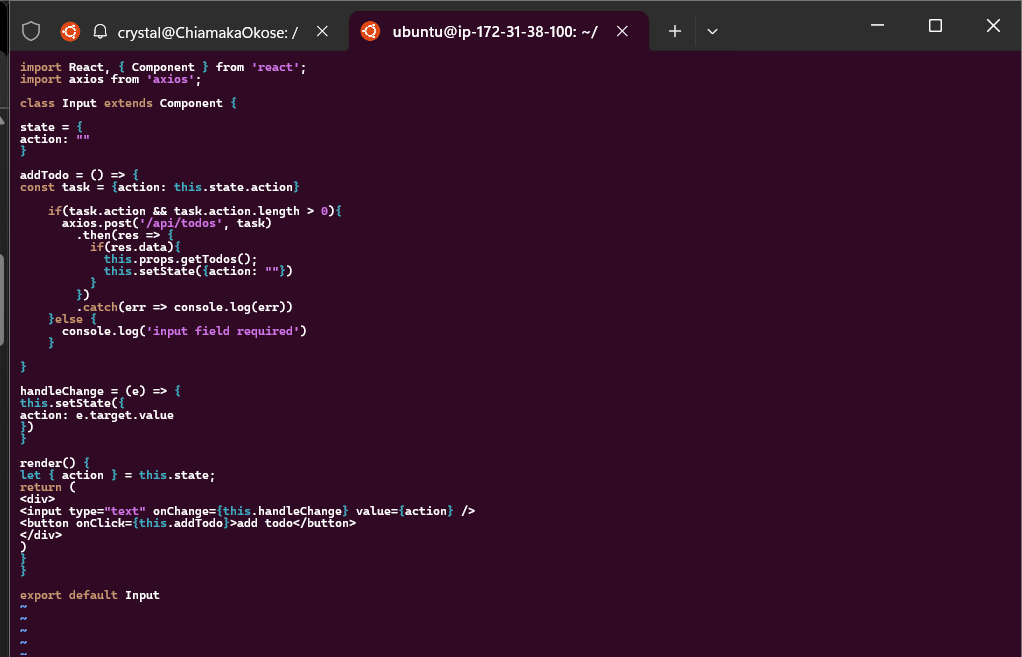 crystal@ChiamakaOkose: /
ubuntu@ip-172-31-38-100: ~/
import React, { Component } from 'react';
import axios from 'axios';

class Input extends Component {

state = {
action: ""
}

addTodo = () => {
const task = {action: this.state.action}

    if(task.action && task.action.length > 0){
      axios.post('/api/todos', task)
        .then(res => {
          if(res.data){
            this.props.getTodos();
            this.setState({action: ""})
          }
        })
        .catch(err => console.log(err))
    }else {
      console.log('input field required')
    }

}

handleChange = (e) => {
this.setState({
action: e.target.value
})
}

render() {
let { action } = this.state;
return (
<div>
<input type="text" onChange={this.handleChange} value={action} />
<button onClick={this.addTodo}>add todo</button>
</div>
)
}
}

export default Input
~
~
~
~
~